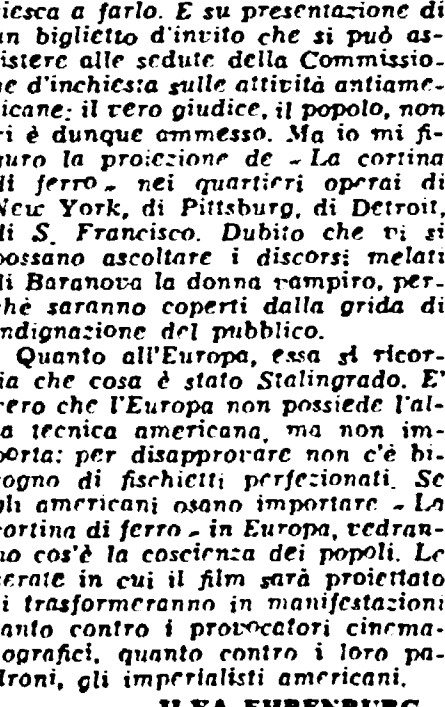 iesca a farlo. E su presentazione di
un biglietto d'invito che si può as-
sistere alle sedute della Commissio-
ne d'inchiesta sulle attività antiame-
ricane: il vero giudice, il popolo, non
vi è dunque ammesso. Ma io mi fi-
guro la proiezione de « La cortina
di ferro » nei quartieri operai di
New York, di Pittsburg, di Detroit,
di S. Francisco. Dubito che vi si
possano ascoltare i discorsi melati
di Baranova la donna vampiro, per-
chè saranno coperti dalla grida di
indignazione del pubblico.
Quanto all'Europa, essa si ricor-
da che cosa è stato Stalingrado. E'
vero che l'Europa non possiede l'al-
ta tecnica americana, ma non im-
porta: per disapprovare non c'è bi-
sogno di fischietti perfezionati. Se
gli americani osano importare « La
cortina di ferro » in Europa, vedran-
no cos'è la coscienza dei popoli. Le
serate in cui il film sarà proiettato
si trasformeranno in manifestazioni
tanto contro i provocatori cinema-
tografici, quanto contro i loro pa-
droni, gli imperialisti americani.
ILYA EHRENBURG